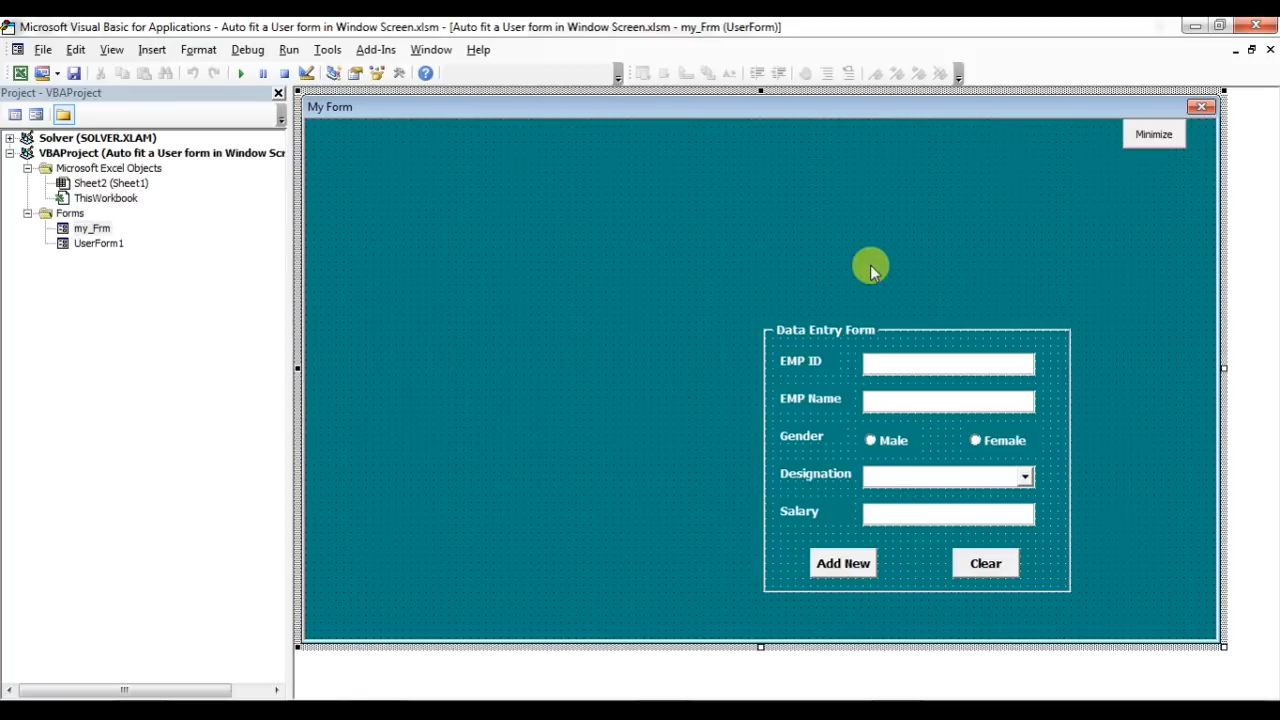 Microsoft Visual Basic for Applications - Auto fit a User form in Window Screen.xlsm - [Auto fit a User form in Window Screen.xlsm - my_Frm (UserForm)]
File Edit View Insert Format Debug Run Tools Add-Ins Window Help
Project - VBAProject
Solver (SOLVER.XLAM)
VBAProject (Auto fit a User form in Window Scr
Microsoft Excel Objects
Sheet2 (Sheet1)
ThisWorkbook
Forms
my_Frm
UserForm1
My Form
Minimize
Data Entry Form
EMP ID
EMP Name
Gender Male Female
Designation
Salary
Add New Clear